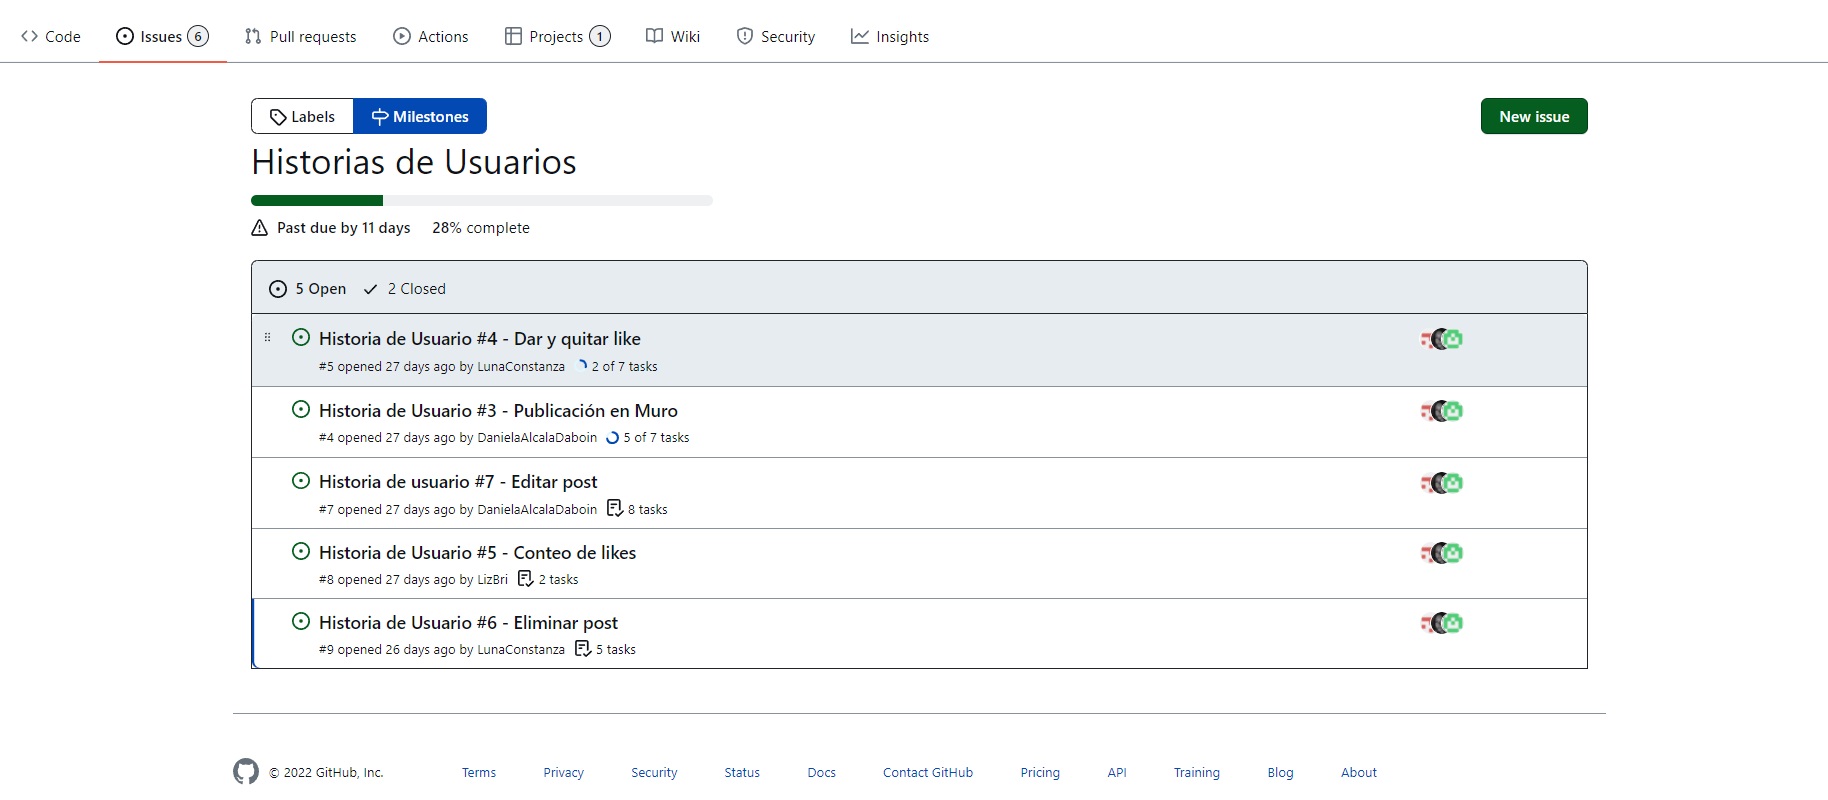 Code Issues 6 Pull requests Actions Projects 1 Wiki Security Insights
Labels Milestones New issue
Historias de Usuarios
Past due by 11 days 28% complete
5 Open 2 Closed
Historia de Usuario #4 - Dar y quitar like
#5 opened 27 days ago by LunaConstanza 2 of 7 tasks
Historia de Usuario #3 - Publicación en Muro
#4 opened 27 days ago by DanielaAlcalaDaboin 5 of 7 tasks
Historia de usuario #7 - Editar post
#7 opened 27 days ago by DanielaAlcalaDaboin 8 tasks
Historia de Usuario #5 - Conteo de likes
#8 opened 27 days ago by LizBri 2 tasks
Historia de Usuario #6 - Eliminar post
#9 opened 26 days ago by LunaConstanza 5 tasks
© 2022 GitHub, Inc. Terms Privacy Security Status Docs Contact GitHub Pricing API Training Blog About